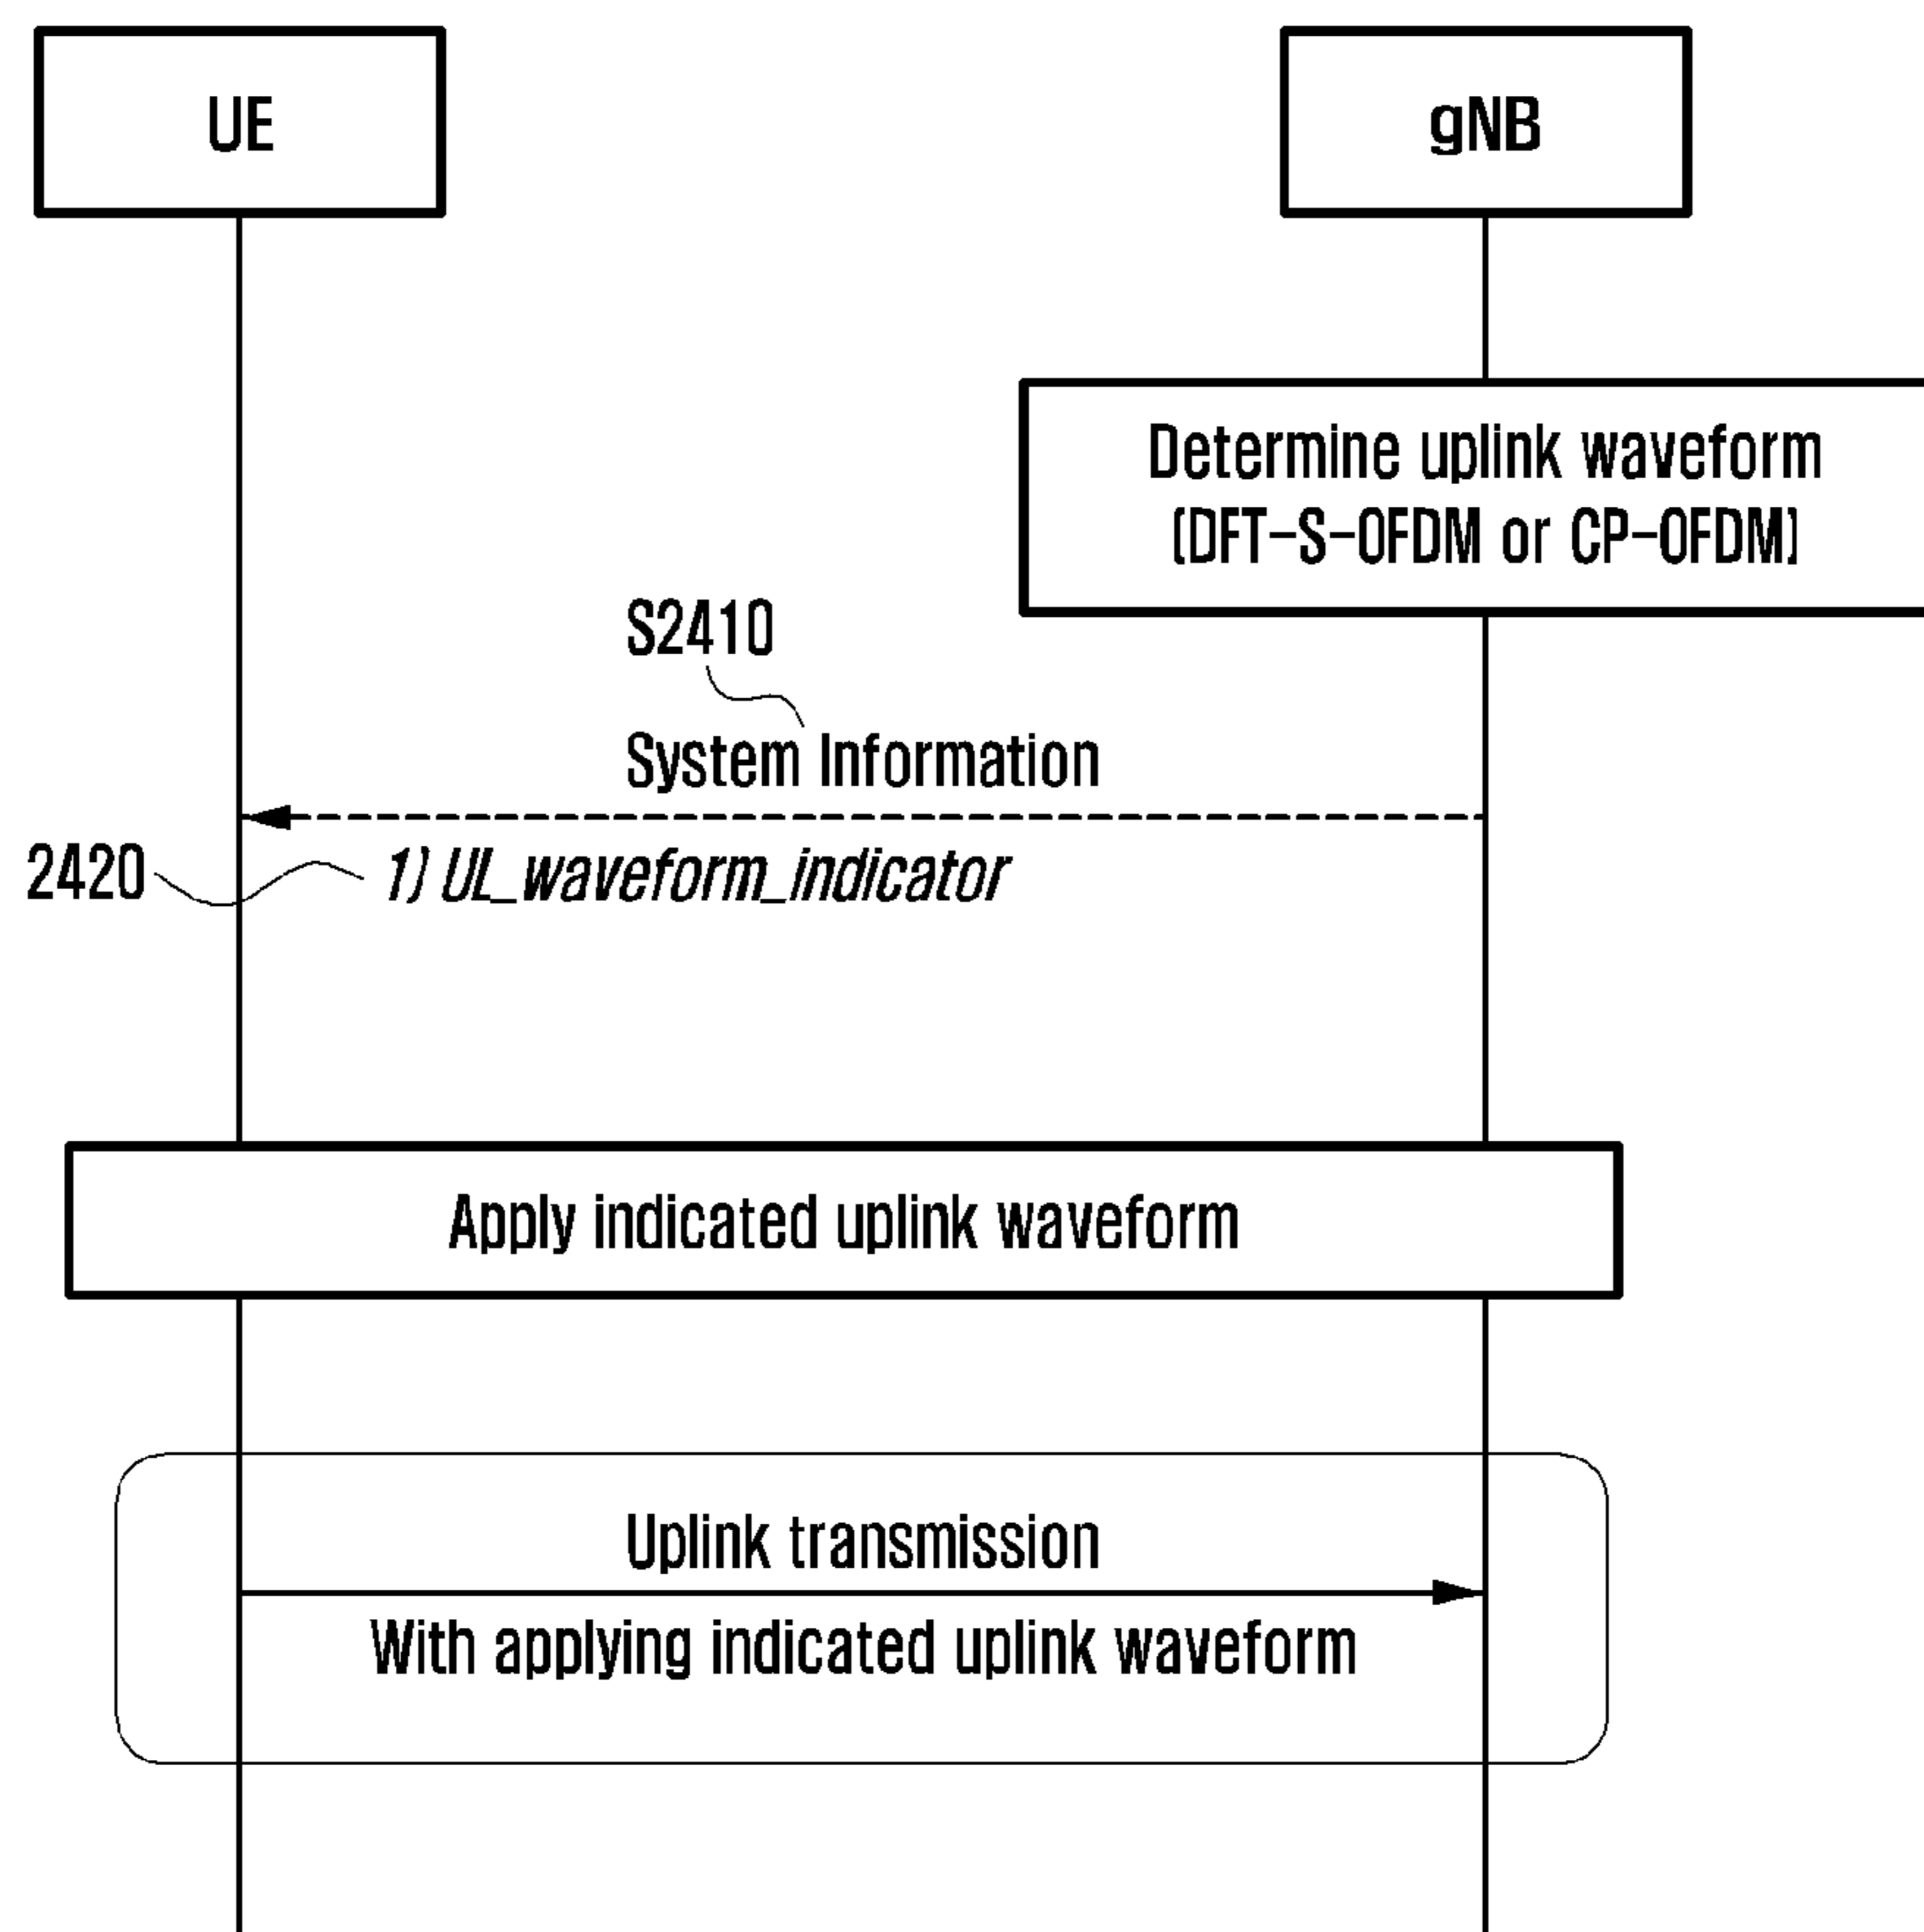 UE
gNB
Determine uplink waveform
(DFT-S-OFDM or CP-OFDM)
S2410
System Information
2420
1) UL_waveform_indicator
Apply indicated uplink waveform
Uplink transmission
With applying indicated uplink waveform